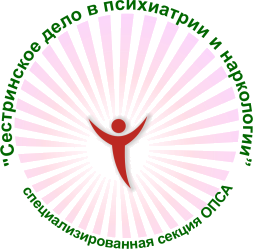 "Сестринское дело в психиатрии и наркологии"
специализированная секция ОПСА